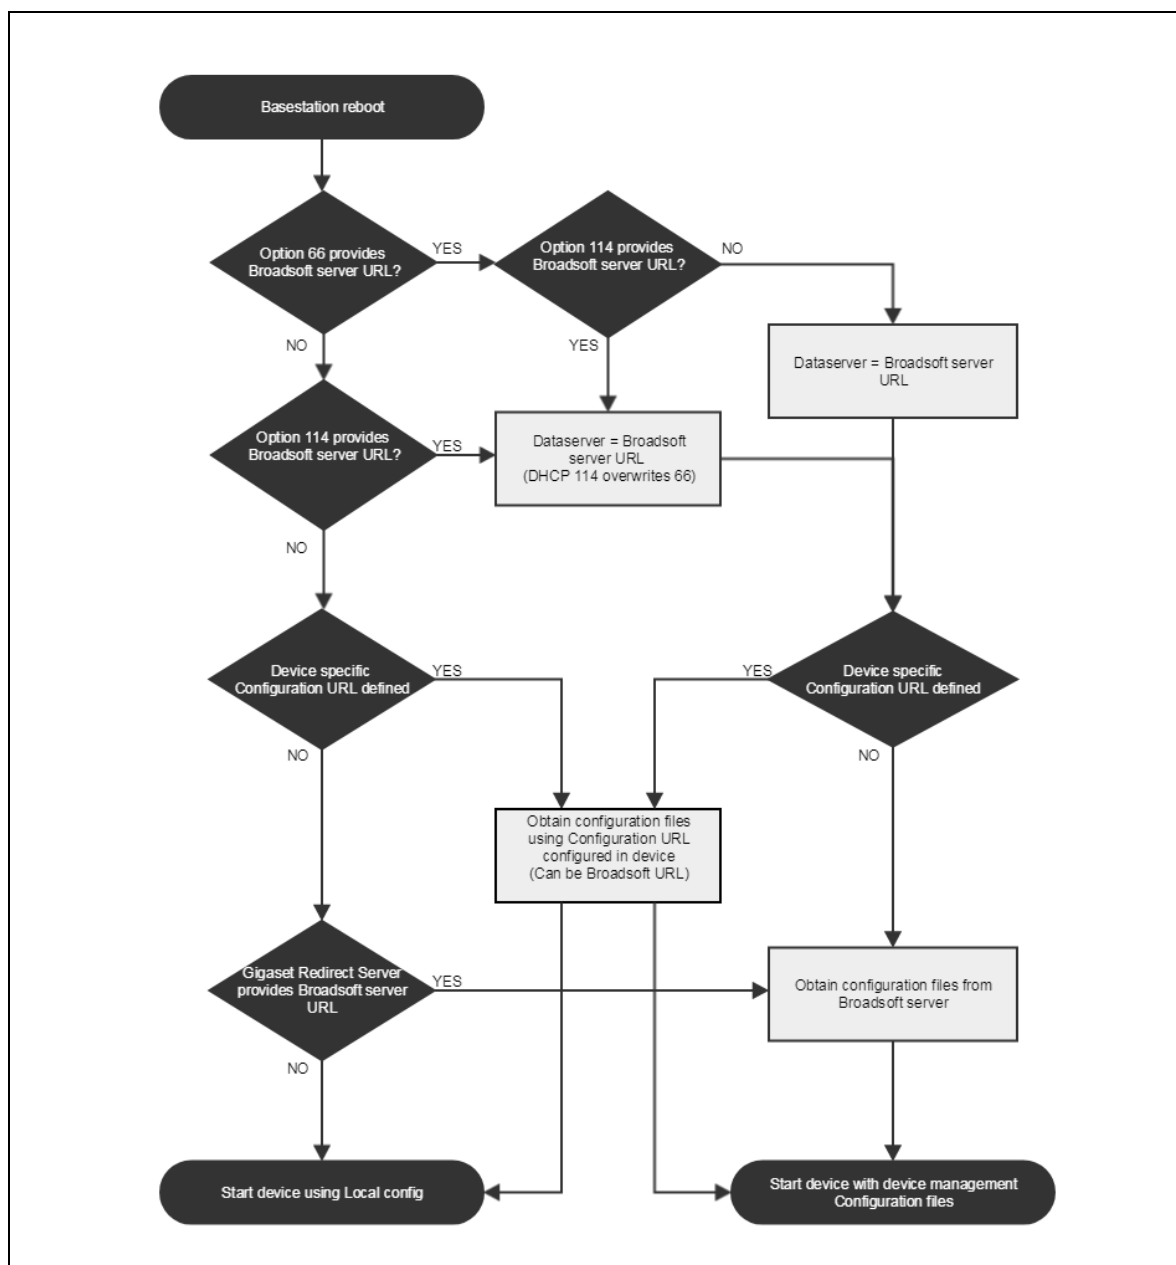 Basestation reboot
Option 66 provides
Broadsoft server URL?
YES
Option 114 provides
Broadsoft server URL?
NO
NO
YES
Dataserver = Broadsoft server
URL
Option 114 provides
Broadsoft server URL?
YES
Dataserver = Broadsoft
server URL
(DHCP 114 overwrites 66)
NO
Device specific
Configuration URL defined
YES
YES
Device specific
Configuration URL defined
NO
NO
Obtain configuration files
using Configuration URL
configured in device
(Can be Broadsoft URL)
Gigaset Redirect Server
provides Broadsoft server
URL
YES
Obtain configuration files from
Broadsoft server
NO
Start device using Local config
Start device with device management
Configuration files